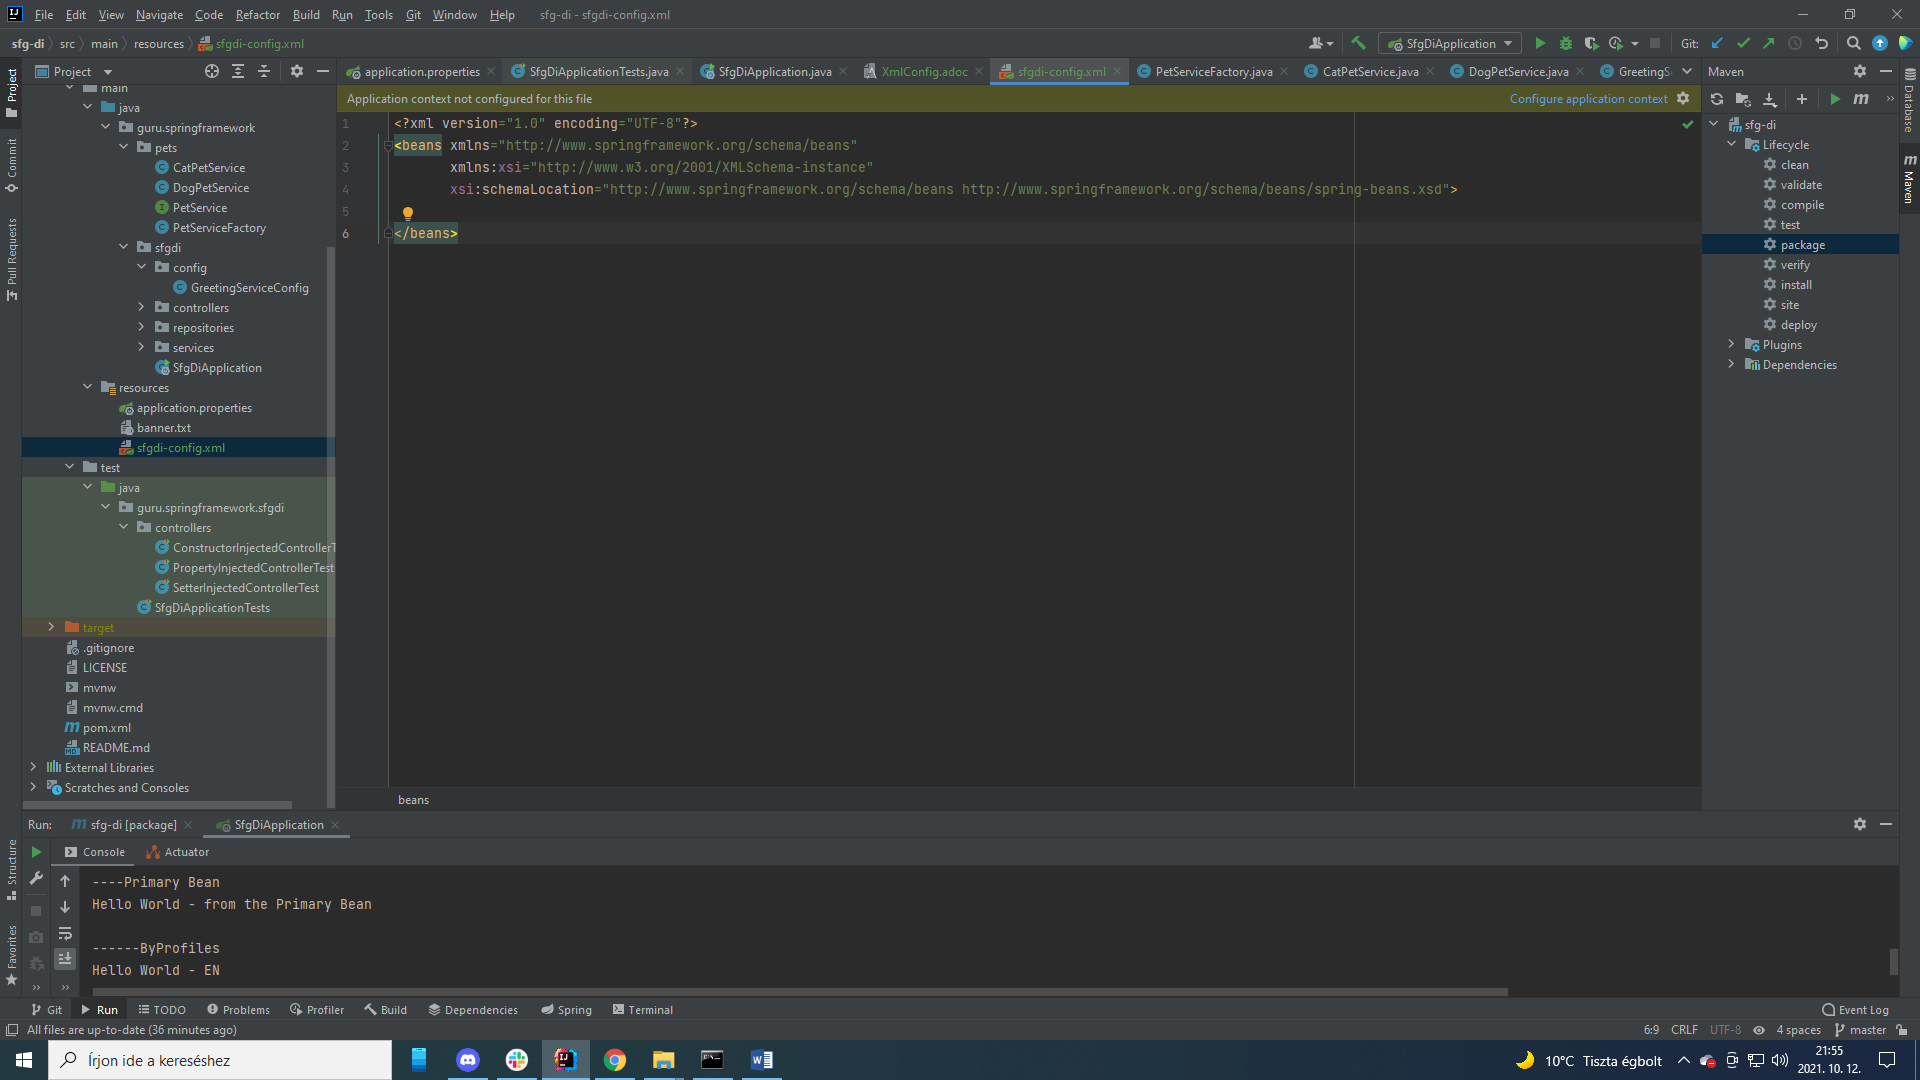 File Edit View Navigate Code Refactor Build Run Tools Git Window Help sfg-di - sfgdi-config.xml
sfg-di src main resources sfgdi-config.xml
SfgDiApplication Git:
Project
application.properties SfgDiApplicationTests.java SfgDiApplication.java XmlConfig.adoc sfgdi-config.xml PetServiceFactory.java CatPetService.java DogPetService.java GreetingS
Maven
Application context not configured for this file Configure application context
main
java
guru.springframework
pets
CatPetService
DogPetService
PetService
PetServiceFactory
sfgdi
config
GreetingServiceConfig
controllers
repositories
services
SfgDiApplication
resources
application.properties
banner.txt
sfgdi-config.xml
test
java
guru.springframework.sfgdi
controllers
ConstructorInjectedControllerT
PropertyInjectedControllerTest
SetterInjectedControllerTest
SfgDiApplicationTests
target
.gitignore
LICENSE
mvnw
mvnw.cmd
pom.xml
README.md
External Libraries
Scratches and Consoles
1 <?xml version="1.0" encoding="UTF-8"?>
2 <beans xmlns="http://www.springframework.org/schema/beans"
3 xmlns:xsi="http://www.w3.org/2001/XMLSchema-instance"
4 xsi:schemaLocation="http://www.springframework.org/schema/beans http://www.springframework.org/schema/beans/spring-beans.xsd">
5
6 </beans>
beans
sfg-di
Lifecycle
clean
validate
compile
test
package
verify
install
site
deploy
Plugins
Dependencies
Project
Commit
Pull Requests
Structure
Favorites
Database
Maven
Run: sfg-di [package] SfgDiApplication
Console Actuator
----Primary Bean
Hello World - from the Primary Bean
------ByProfiles
Hello World - EN
Git Run TODO Problems Profiler Build Dependencies Spring Terminal Event Log
All files are up-to-date (36 minutes ago) 6:9 CRLF UTF-8 4 spaces master
Írjon ide a kereséshez
10°C Tiszta égbolt
21:55
2021. 10. 12.